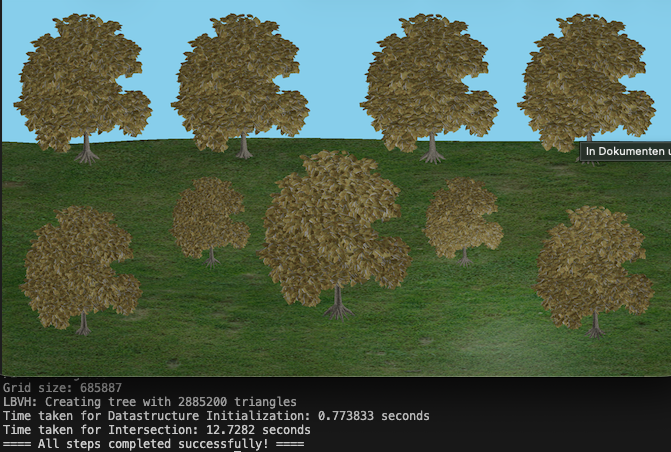 In Dokumenten u
Grid size: 685887
LBVH: Creating tree with 2885200 triangles
Time taken for Datastructure Initialization: 0.773833 seconds
Time taken for Intersection: 12.7282 seconds
==== All steps completed successfully! ====